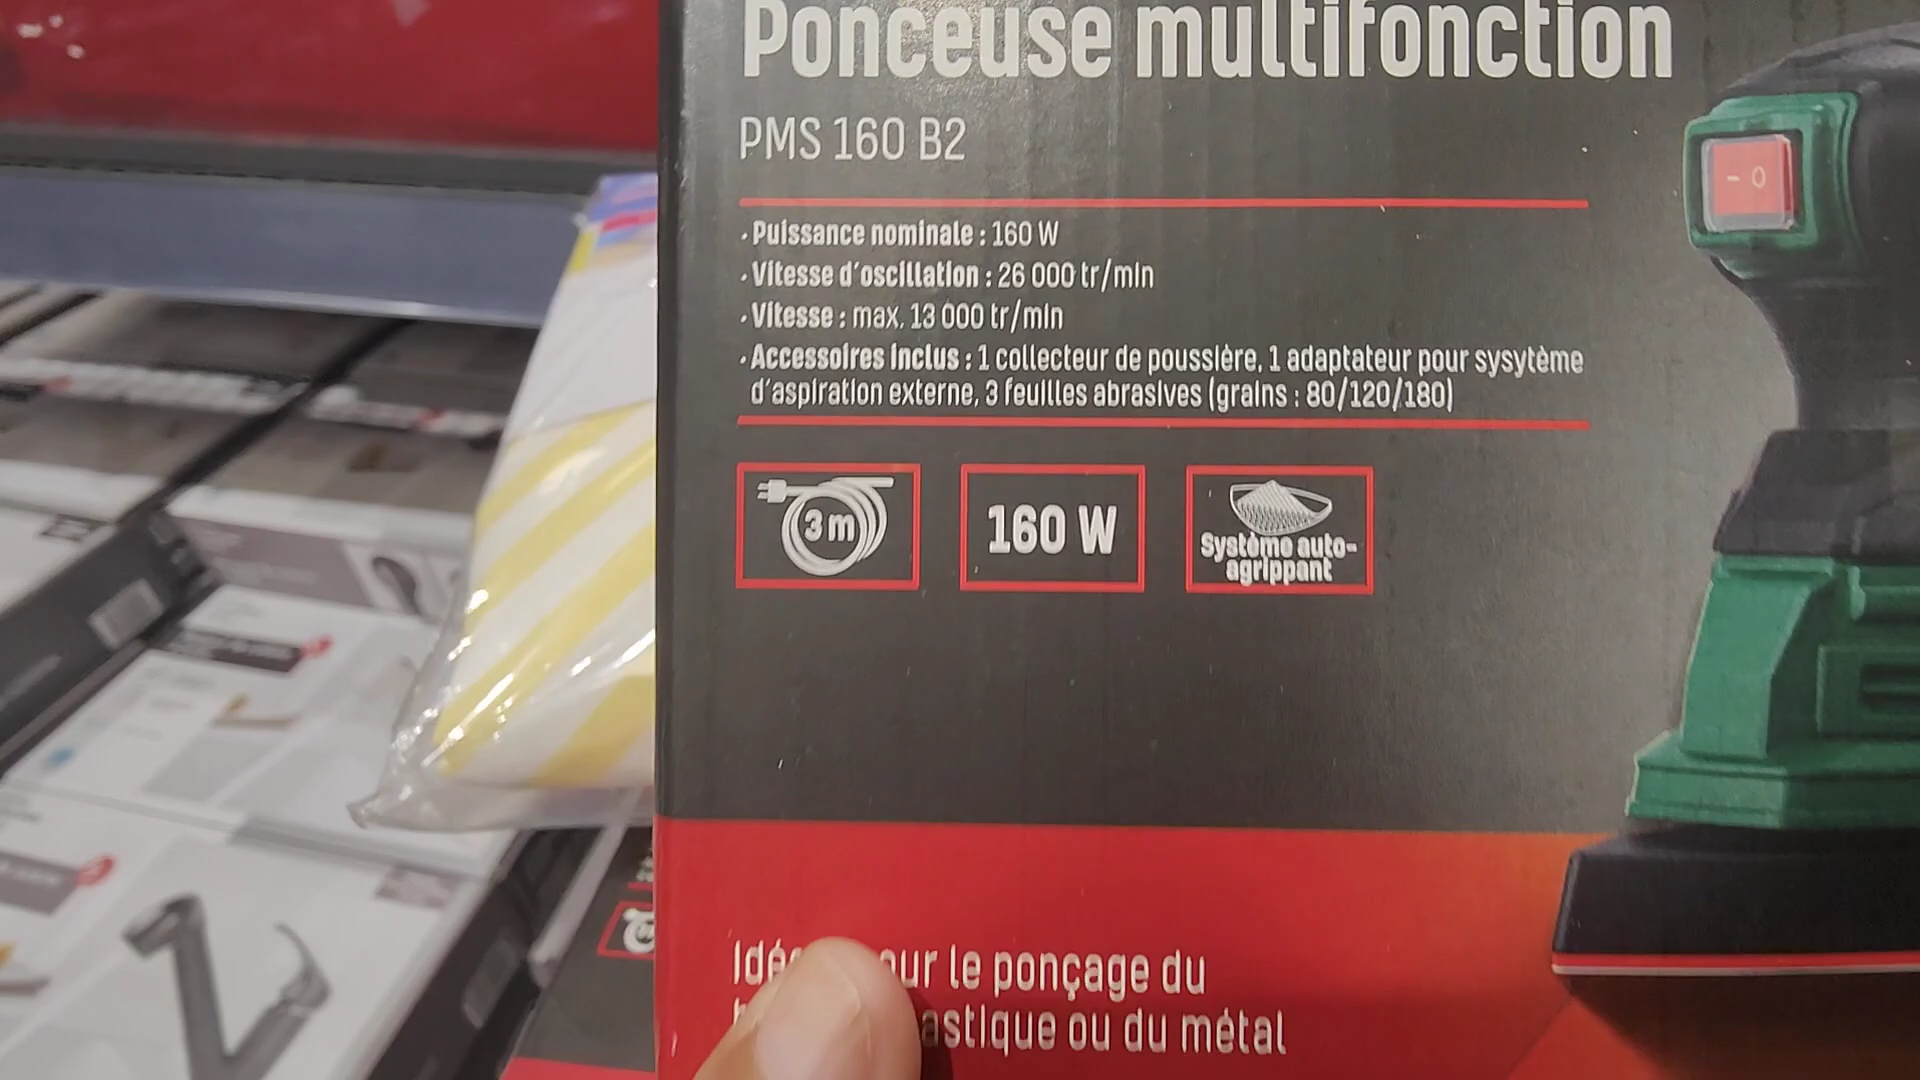 Ponceuse multifonction
PMS 160 B2
· Puissance nominale : 160 W
· Vitesse d'oscillation : 26 000 tr/min
· Vitesse : max. 13 000 tr/min
· Accessoires inclus : 1 collecteur de poussière, 1 adaptateur pour sysytème
d'aspiration externe, 3 feuilles abrasives (grains : 80/120/180)
3 m
160 W
Système auto-
agrippant
- O
le ponçage du
ou du métal